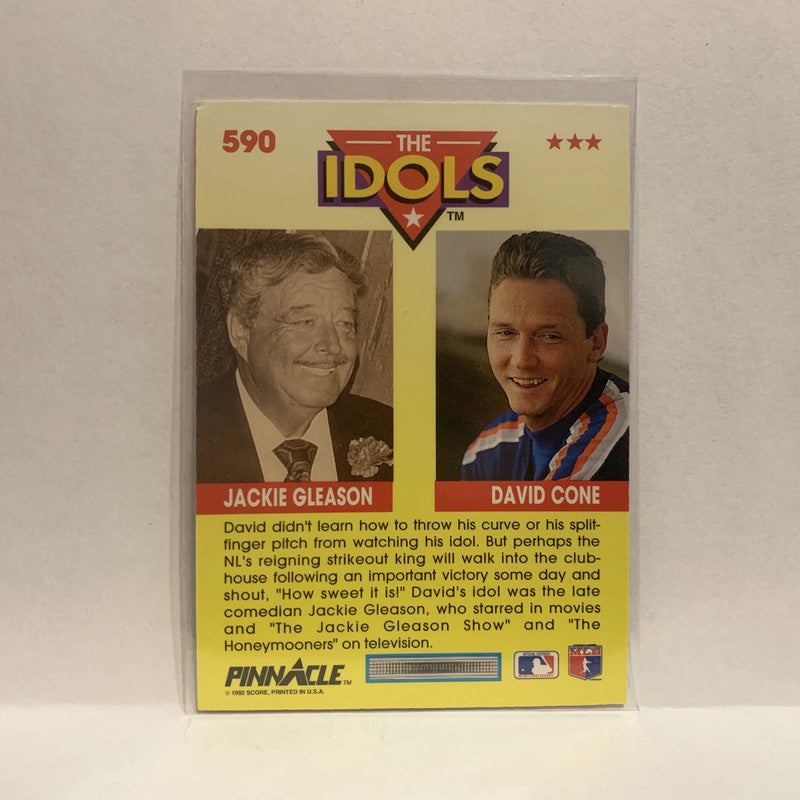 590
THE
IDOLS
TM
JACKIE GLEASON
DAVID CONE
David didn't learn how to throw his curve or his split-
finger pitch from watching his idol. But perhaps the
NL's reigning strikeout king will walk into the club-
house following an important victory some day and
shout, "How sweet it is!" David's idol was the late
comedian Jackie Gleason, who starred in movies
and "The Jackie Gleason Show" and "The
Honeymooners" on television.
PINNACLE TM
© 1992 SCORE, PRINTED IN U.S.A.